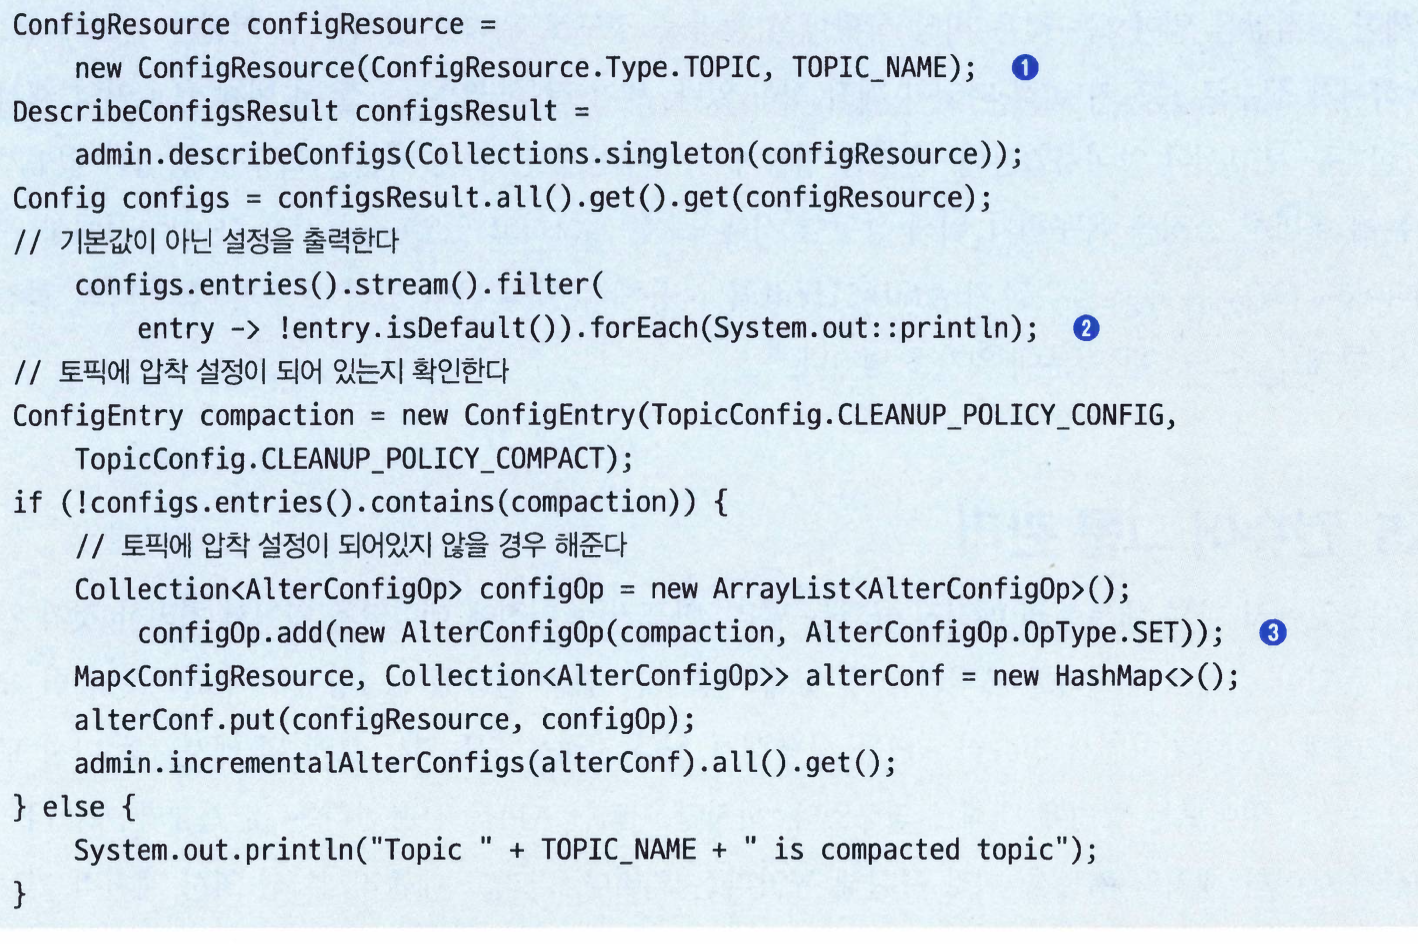 ConfigResource configResource =
    new ConfigResource(ConfigResource.Type.TOPIC, TOPIC_NAME); ❶
DescribeConfigsResult configsResult =
    admin.describeConfigs(Collections.singleton(configResource));
Config configs = configsResult.all().get().get(configResource);
// 기본값이 아닌 설정을 출력한다
    configs.entries().stream().filter(
        entry -> !entry.isDefault()).forEach(System.out::println); ❷
// 토픽에 압착 설정이 되어 있는지 확인한다
ConfigEntry compaction = new ConfigEntry(TopicConfig.CLEANUP_POLICY_CONFIG,
    TopicConfig.CLEANUP_POLICY_COMPACT);
if (!configs.entries().contains(compaction)) {
    // 토픽에 압착 설정이 되어있지 않을 경우 해준다
    Collection<AlterConfigOp> configOp = new ArrayList<AlterConfigOp>();
        configOp.add(new AlterConfigOp(compaction, AlterConfigOp.OpType.SET)); ❸
    Map<ConfigResource, Collection<AlterConfigOp>> alterConf = new HashMap<>();
    alterConf.put(configResource, configOp);
    admin.incrementalAlterConfigs(alterConf).all().get();
} else {
    System.out.println("Topic " + TOPIC_NAME + " is compacted topic");
}